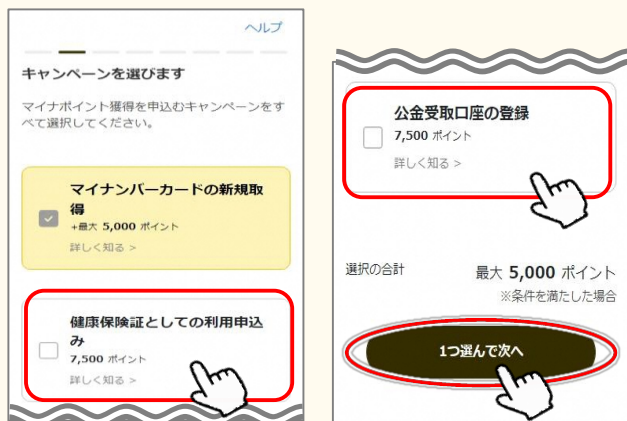 ヘルプ
キャンペーンを選びます
マイナポイント獲得を申込むキャンペーンをす
べて選択してください。
マイナンバーカードの新規取
得
+最大 5,000 ポイント
詳しく知る >
健康保険証としての利用申込
み
7,500 ポイント
詳しく知る >
公金受取口座の登録
7,500 ポイント
詳しく知る >
選択の合計
最大 5,000 ポイント
※条件を満たした場合
1つ選んで次へ